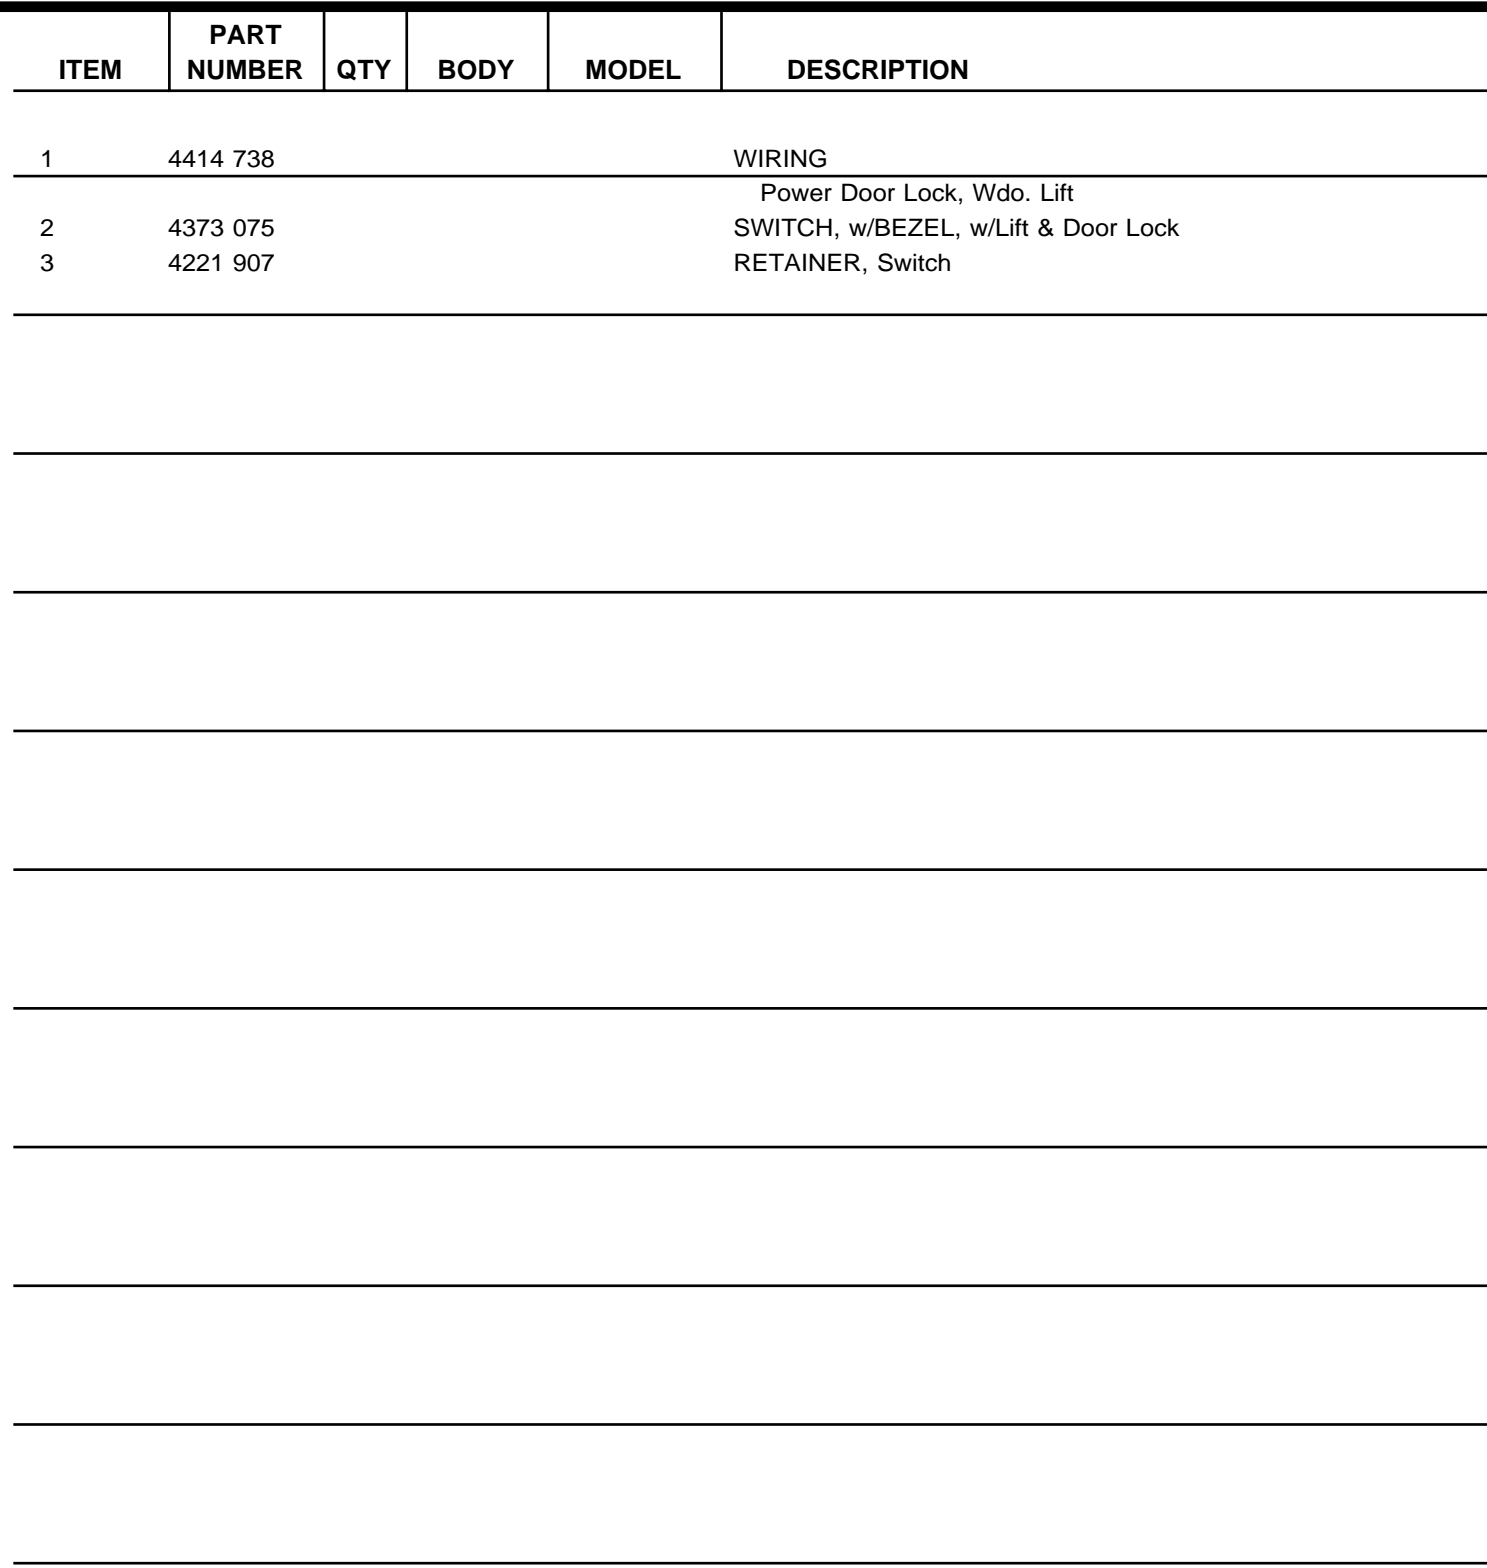 PART
ITEM NUMBER QTY BODY MODEL DESCRIPTION
1 4414 738 WIRING
Power Door Lock, Wdo. Lift
2 4373 075 SWITCH, w/BEZEL, w/Lift & Door Lock
3 4221 907 RETAINER, Switch